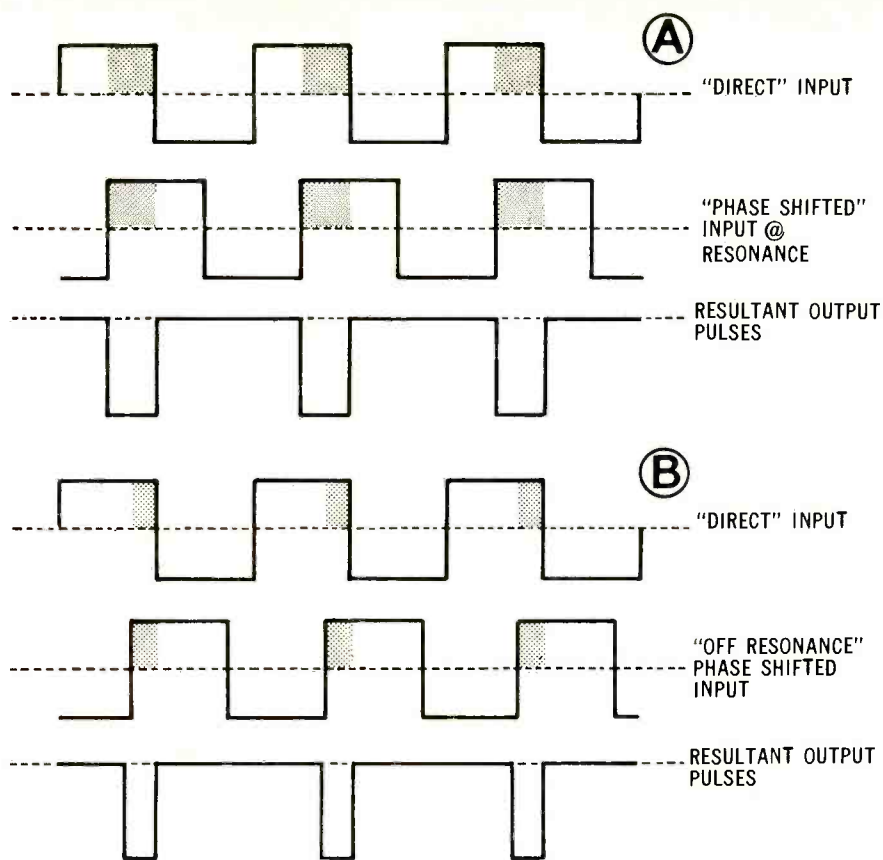 A
"DIRECT" INPUT
"PHASE SHIFTED"
INPUT @
RESONANCE
RESULTANT OUTPUT
PULSES
B
"DIRECT" INPUT
"OFF RESONANCE"
PHASE SHIFTED
INPUT
RESULTANT OUTPUT
PULSES